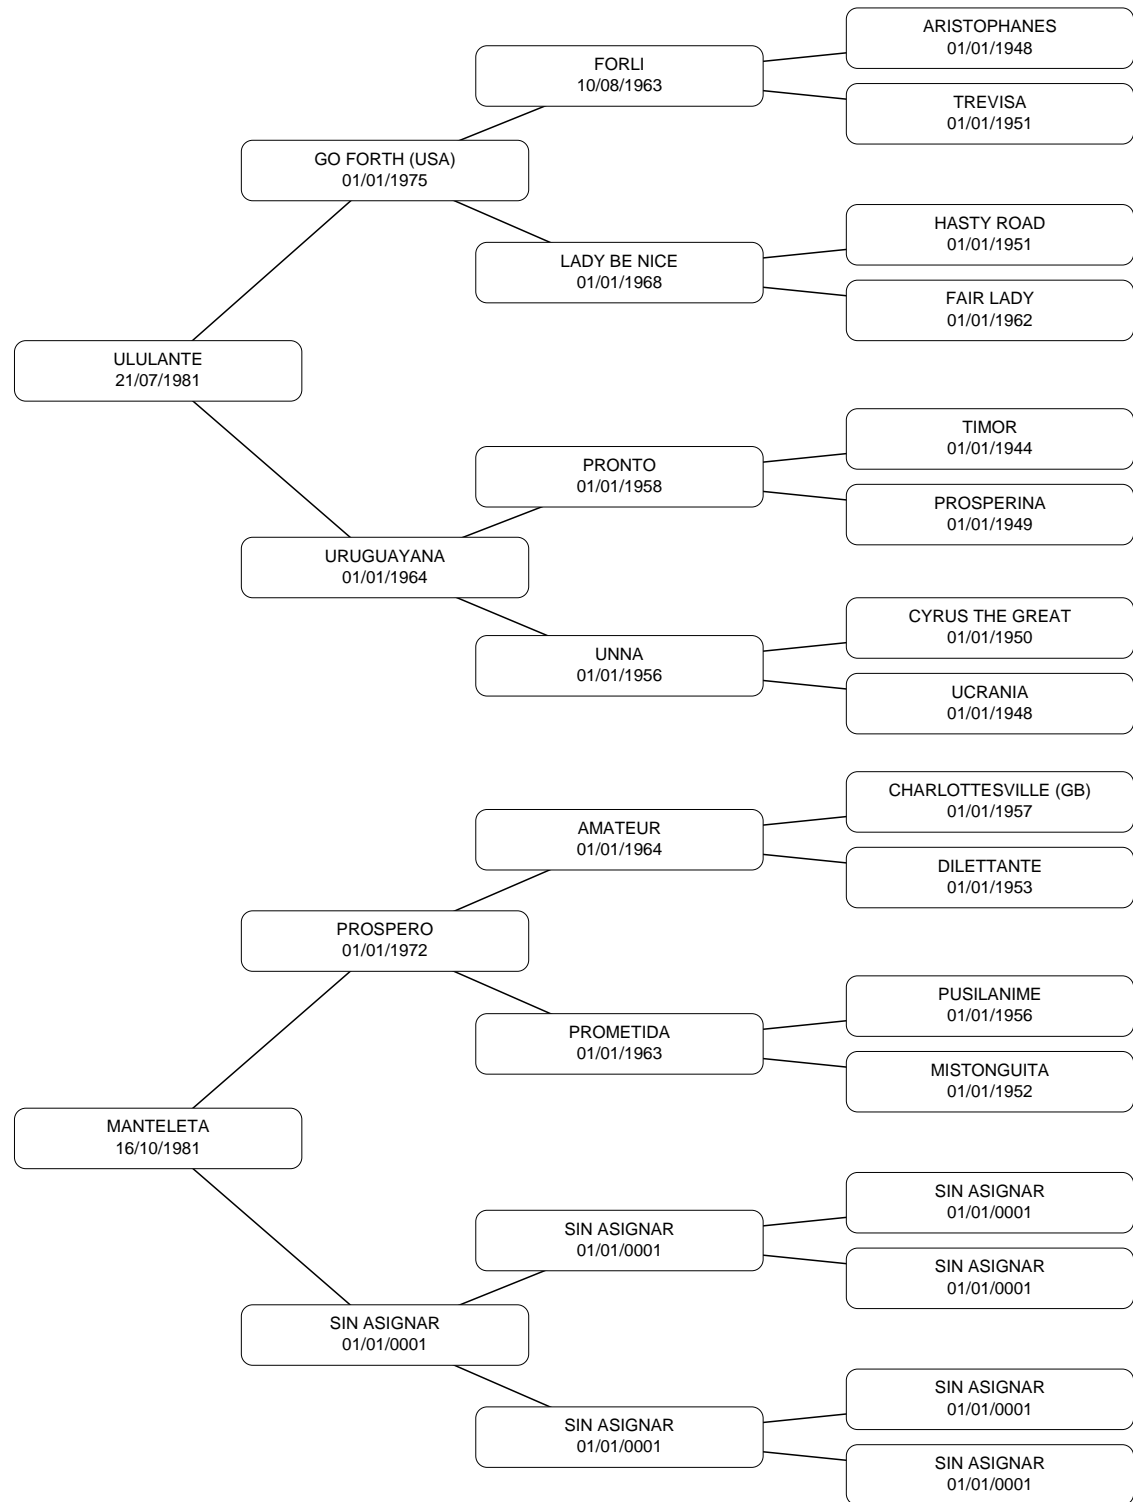 ARISTOPHANES
01/01/1948
FORLI
10/08/1963
TREVISA
01/01/1951
GO FORTH (USA)
01/01/1975
HASTY ROAD
01/01/1951
LADY BE NICE
01/01/1968
FAIR LADY
01/01/1962
ULULANTE
21/07/1981
TIMOR
01/01/1944
PRONTO
01/01/1958
PROSPERINA
01/01/1949
URUGUAYANA
01/01/1964
CYRUS THE GREAT
01/01/1950
UNNA
01/01/1956
UCRANIA
01/01/1948
CHARLOTTESVILLE (GB)
01/01/1957
AMATEUR
01/01/1964
DILETTANTE
01/01/1953
PROSPERO
01/01/1972
PUSILANIME
01/01/1956
PROMETIDA
01/01/1963
MISTONGUITA
01/01/1952
MANTELETA
16/10/1981
SIN ASIGNAR
01/01/0001
SIN ASIGNAR
01/01/0001
SIN ASIGNAR
01/01/0001
SIN ASIGNAR
01/01/0001
SIN ASIGNAR
01/01/0001
SIN ASIGNAR
01/01/0001
SIN ASIGNAR
01/01/0001